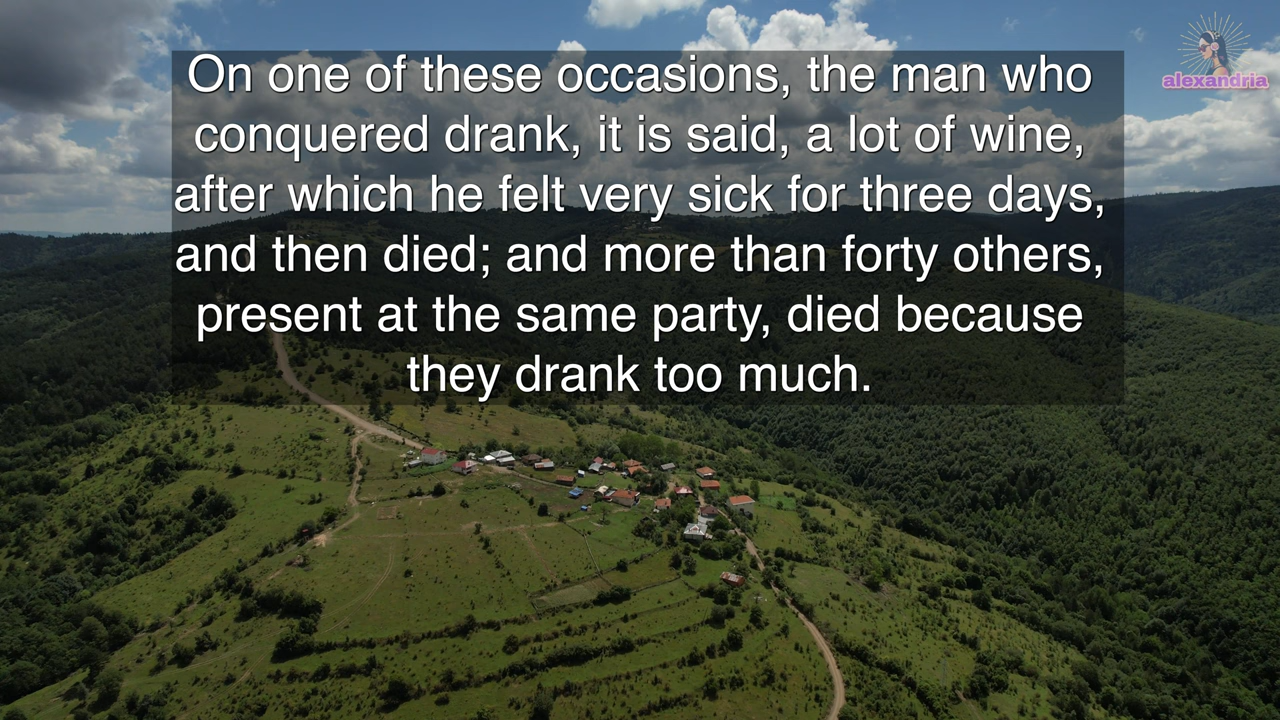 On one of these occasions, the man who
conquered drank, it is said, a lot of wine,
after which he felt very sick for three days,
and then died; and more than forty others,
present at the same party, died because
they drank too much.
alexandria